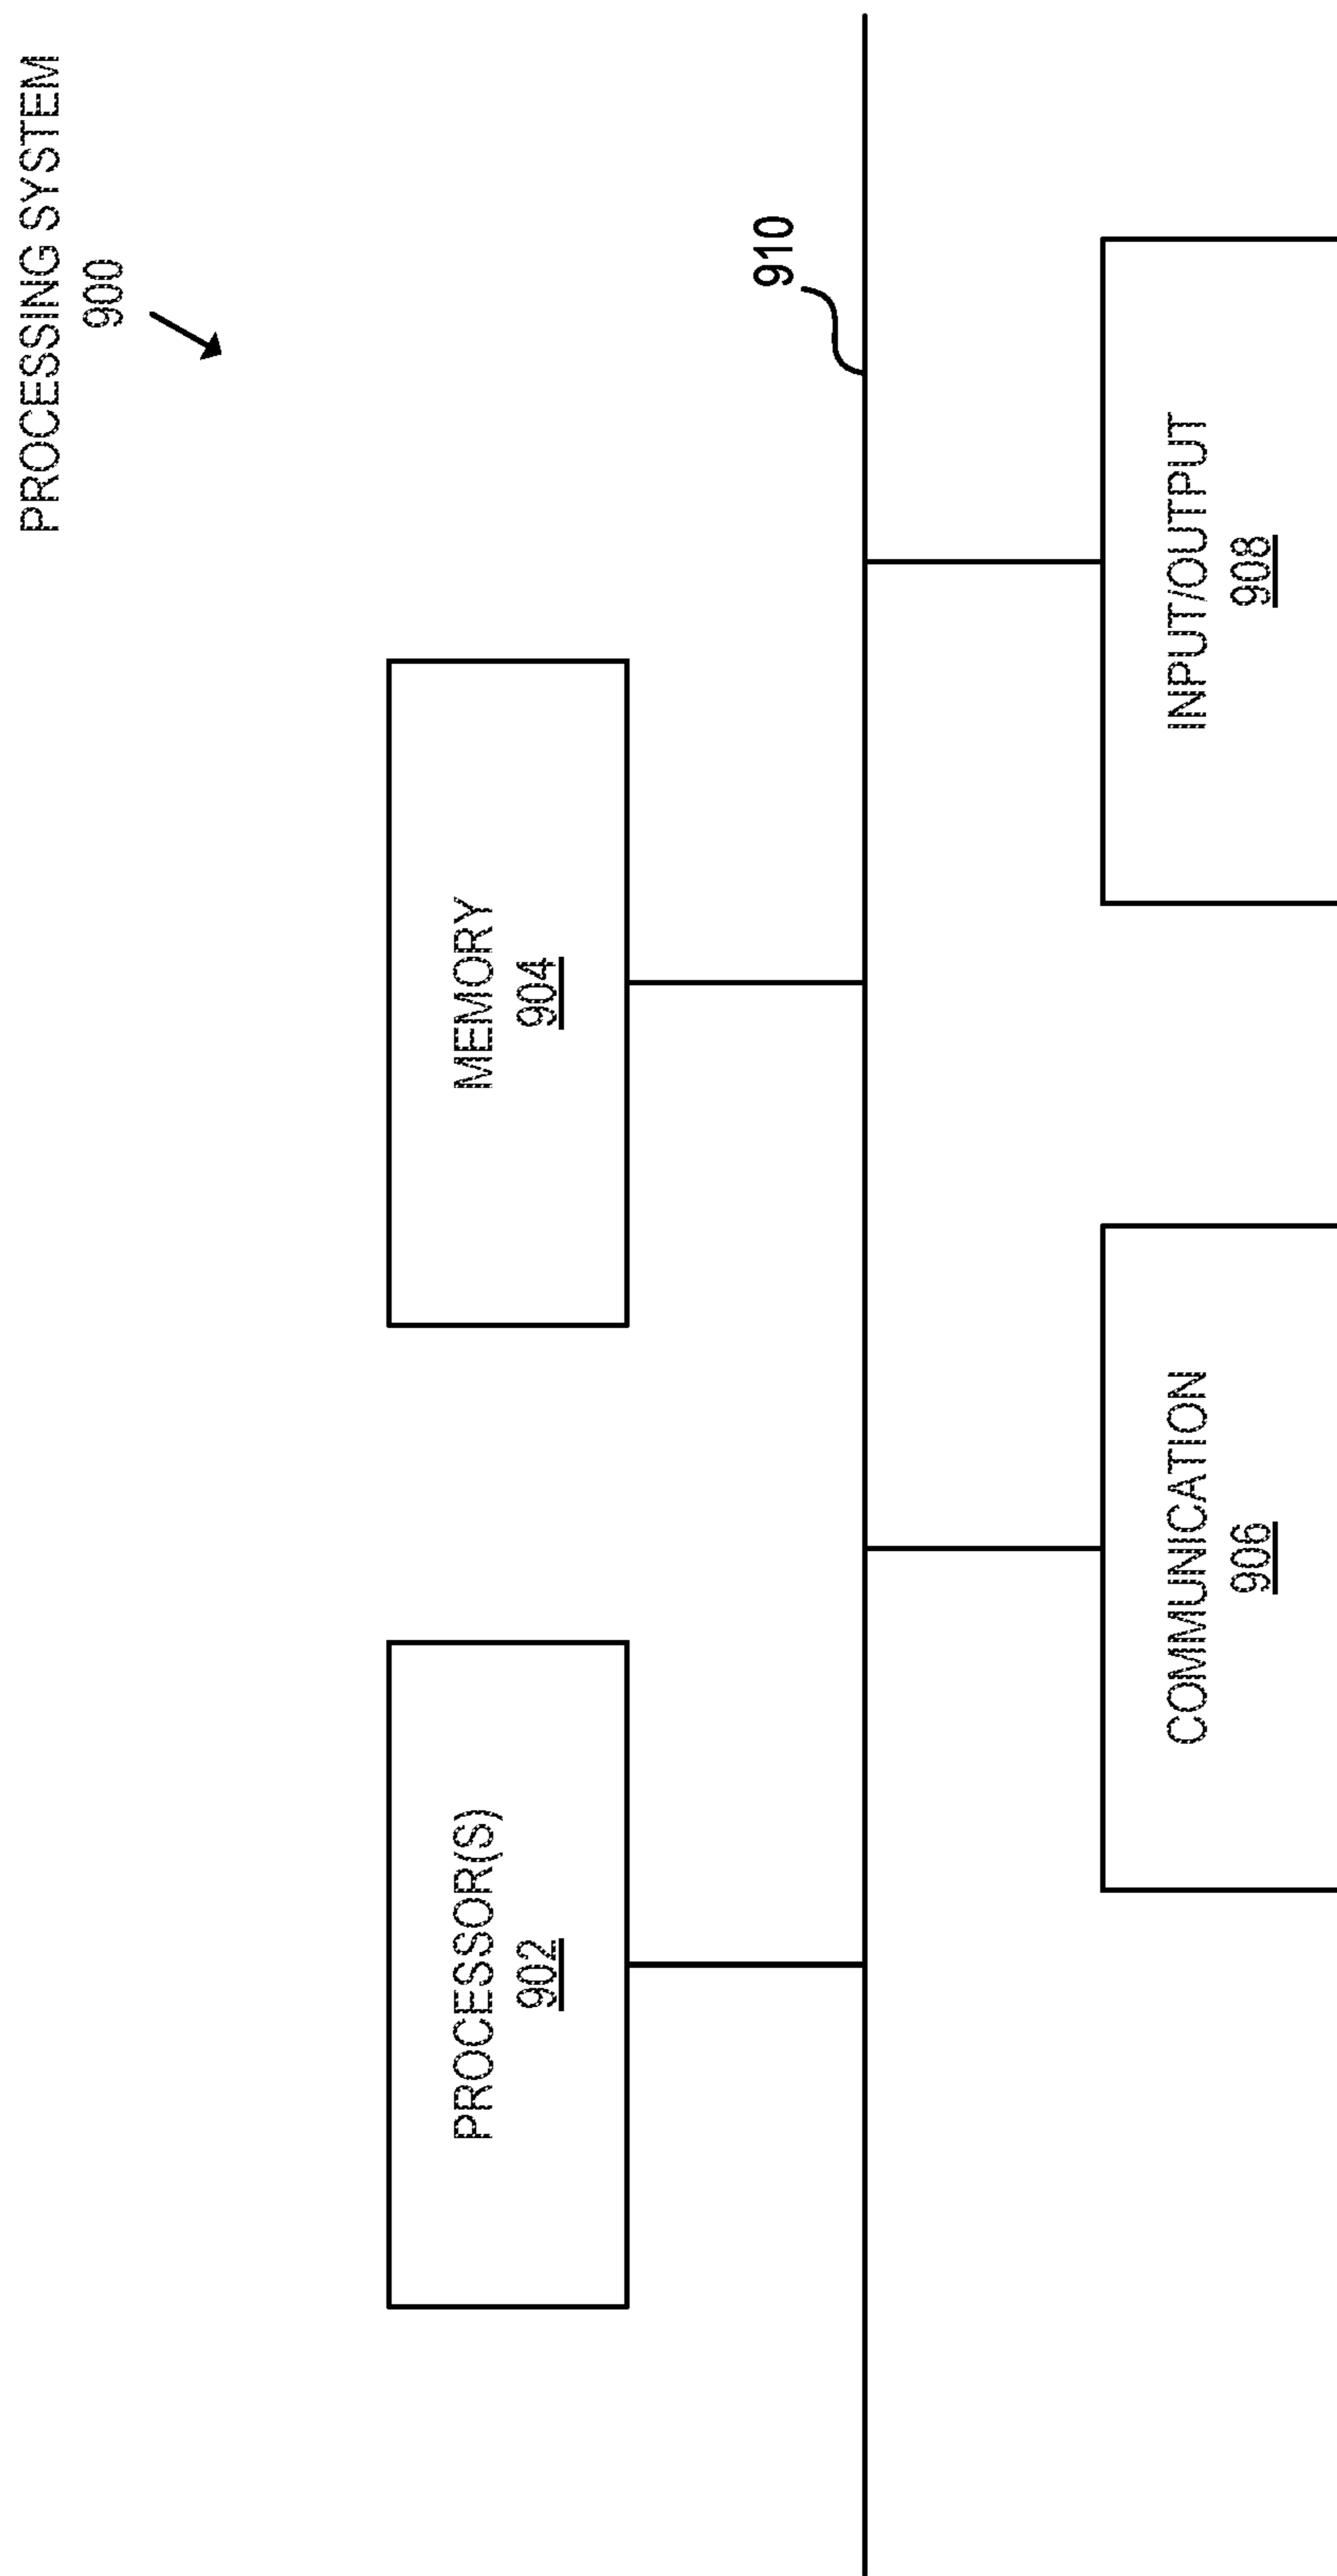 PROCESSING SYSTEM
900
PROCESSOR(S)
902
MEMORY
904
910
COMMUNICATION
906
INPUT/OUTPUT
908